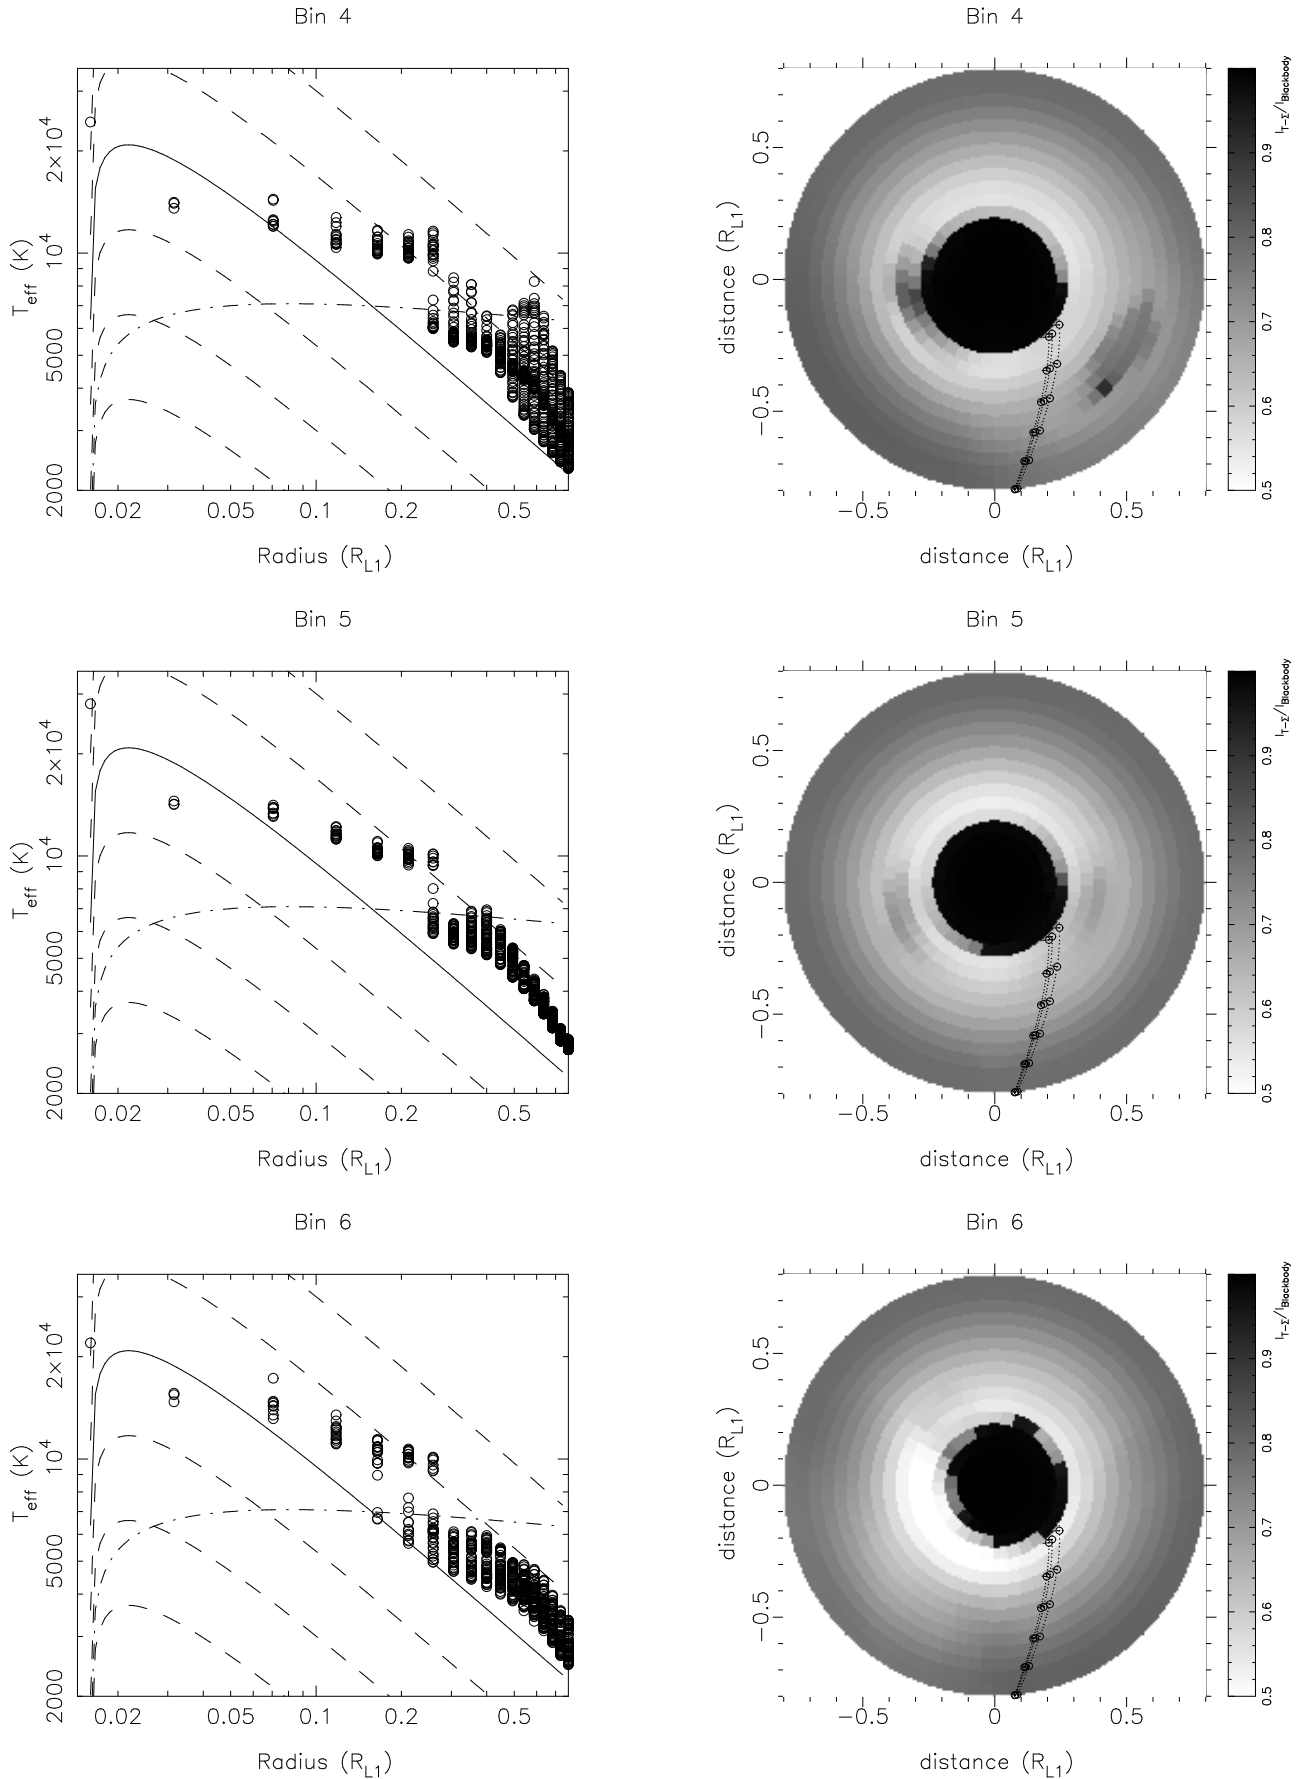 Bin 4
Bin 4
T_eff (K)
2×10⁴
10⁴
5000
2000
0.02 0.05 0.1 0.2 0.5
Radius (R_L1)
distance (R_L1)
0.5
0
−0.5
−0.5 0 0.5
distance (R_L1)
I_T−Σ/I_Blackbody
0.9
0.8
0.7
0.6
0.5
Bin 5
Bin 5
T_eff (K)
2×10⁴
10⁴
5000
2000
0.02 0.05 0.1 0.2 0.5
Radius (R_L1)
distance (R_L1)
0.5
0
−0.5
−0.5 0 0.5
distance (R_L1)
I_T−Σ/I_Blackbody
0.9
0.8
0.7
0.6
0.5
Bin 6
Bin 6
T_eff (K)
2×10⁴
10⁴
5000
2000
0.02 0.05 0.1 0.2 0.5
Radius (R_L1)
distance (R_L1)
0.5
0
−0.5
−0.5 0 0.5
distance (R_L1)
I_T−Σ/I_Blackbody
0.9
0.8
0.7
0.6
0.5